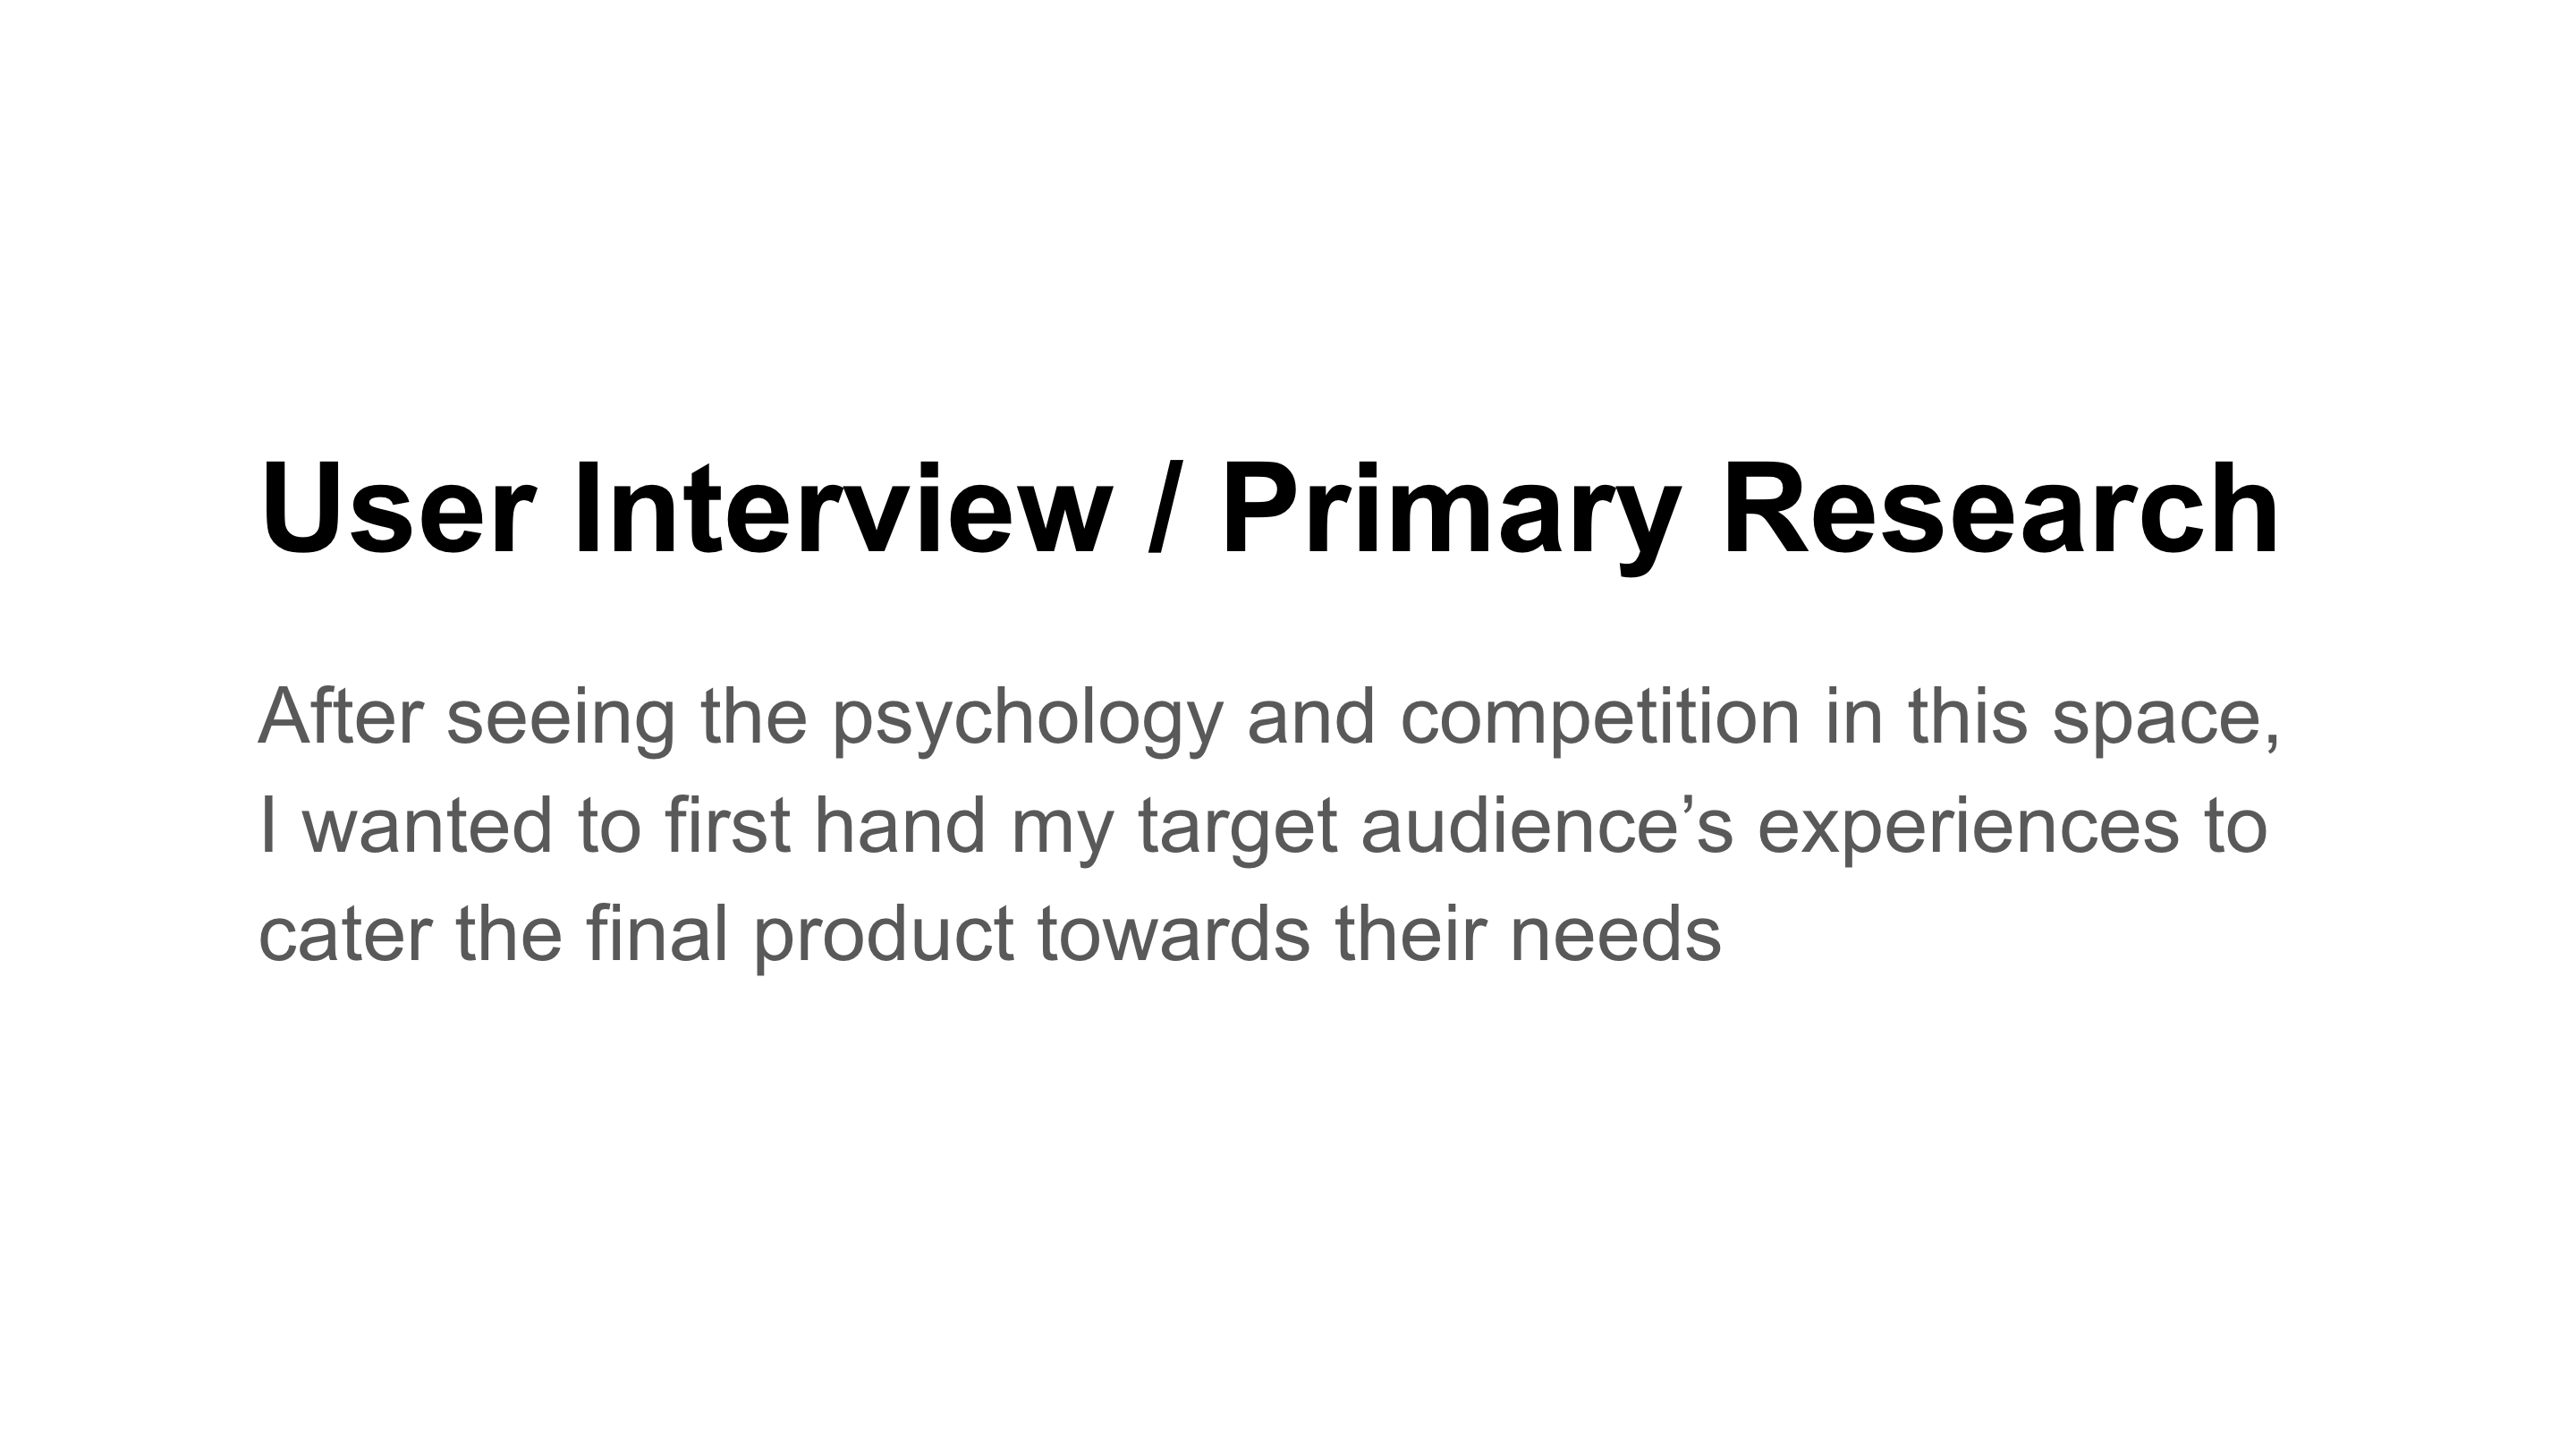 User Interview / Primary Research
After seeing the psychology and competition in this space,
I wanted to first hand my target audience’s experiences to
cater the final product towards their needs